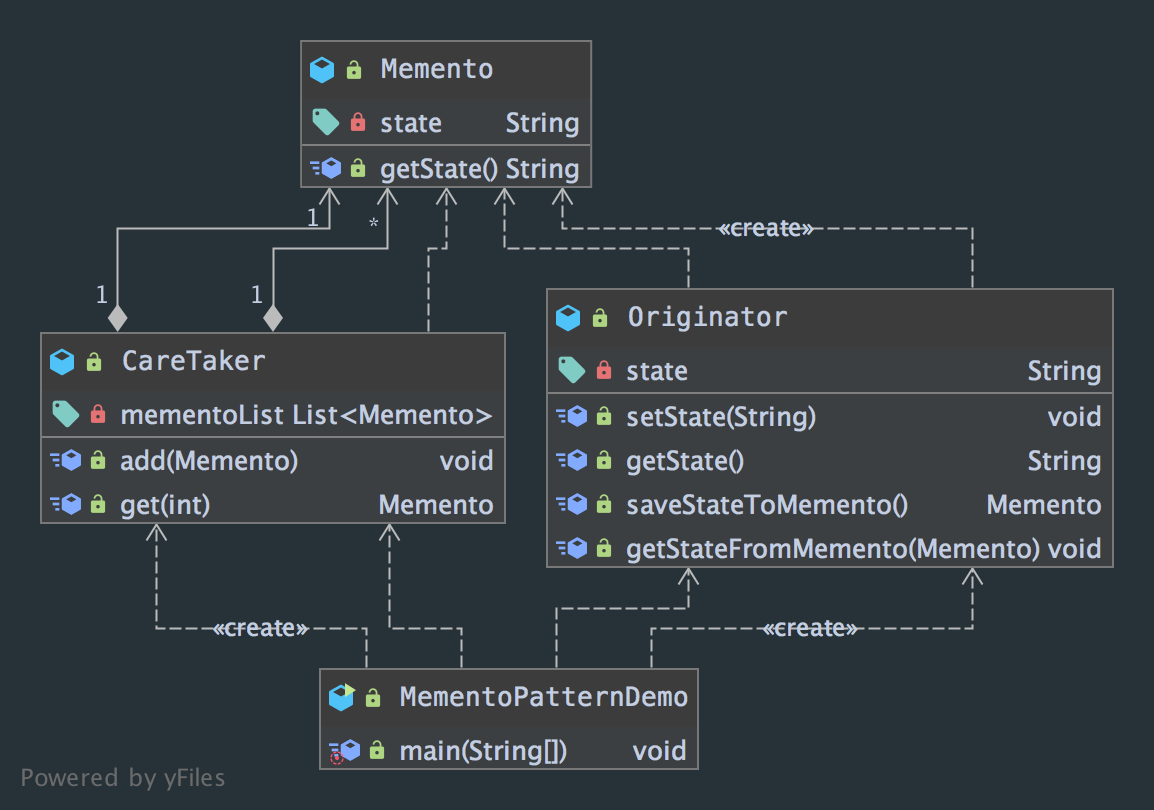 Memento
state String
getState() String
1
*
«create»
1
1
Originator
state String
setState(String) void
getState() String
saveStateToMemento() Memento
getStateFromMemento(Memento) void
CareTaker
mementoList List<Memento>
add(Memento) void
get(int) Memento
«create»
«create»
MementoPatternDemo
main(String[]) void
Powered by yFiles